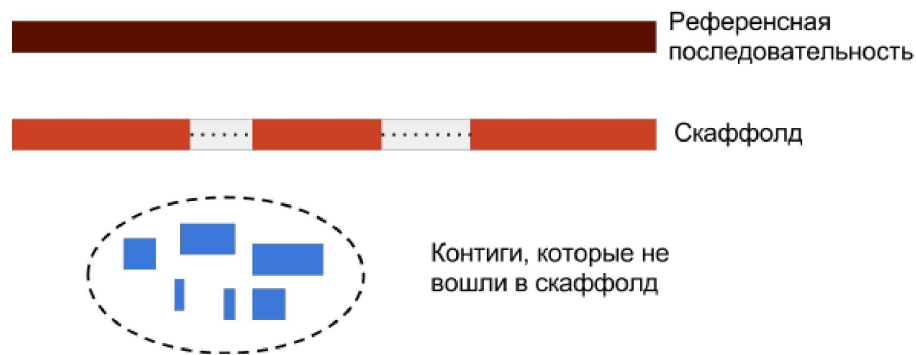 Референсная
последовательность
Скаффолд
Контиги, которые не
вошли в скаффолд